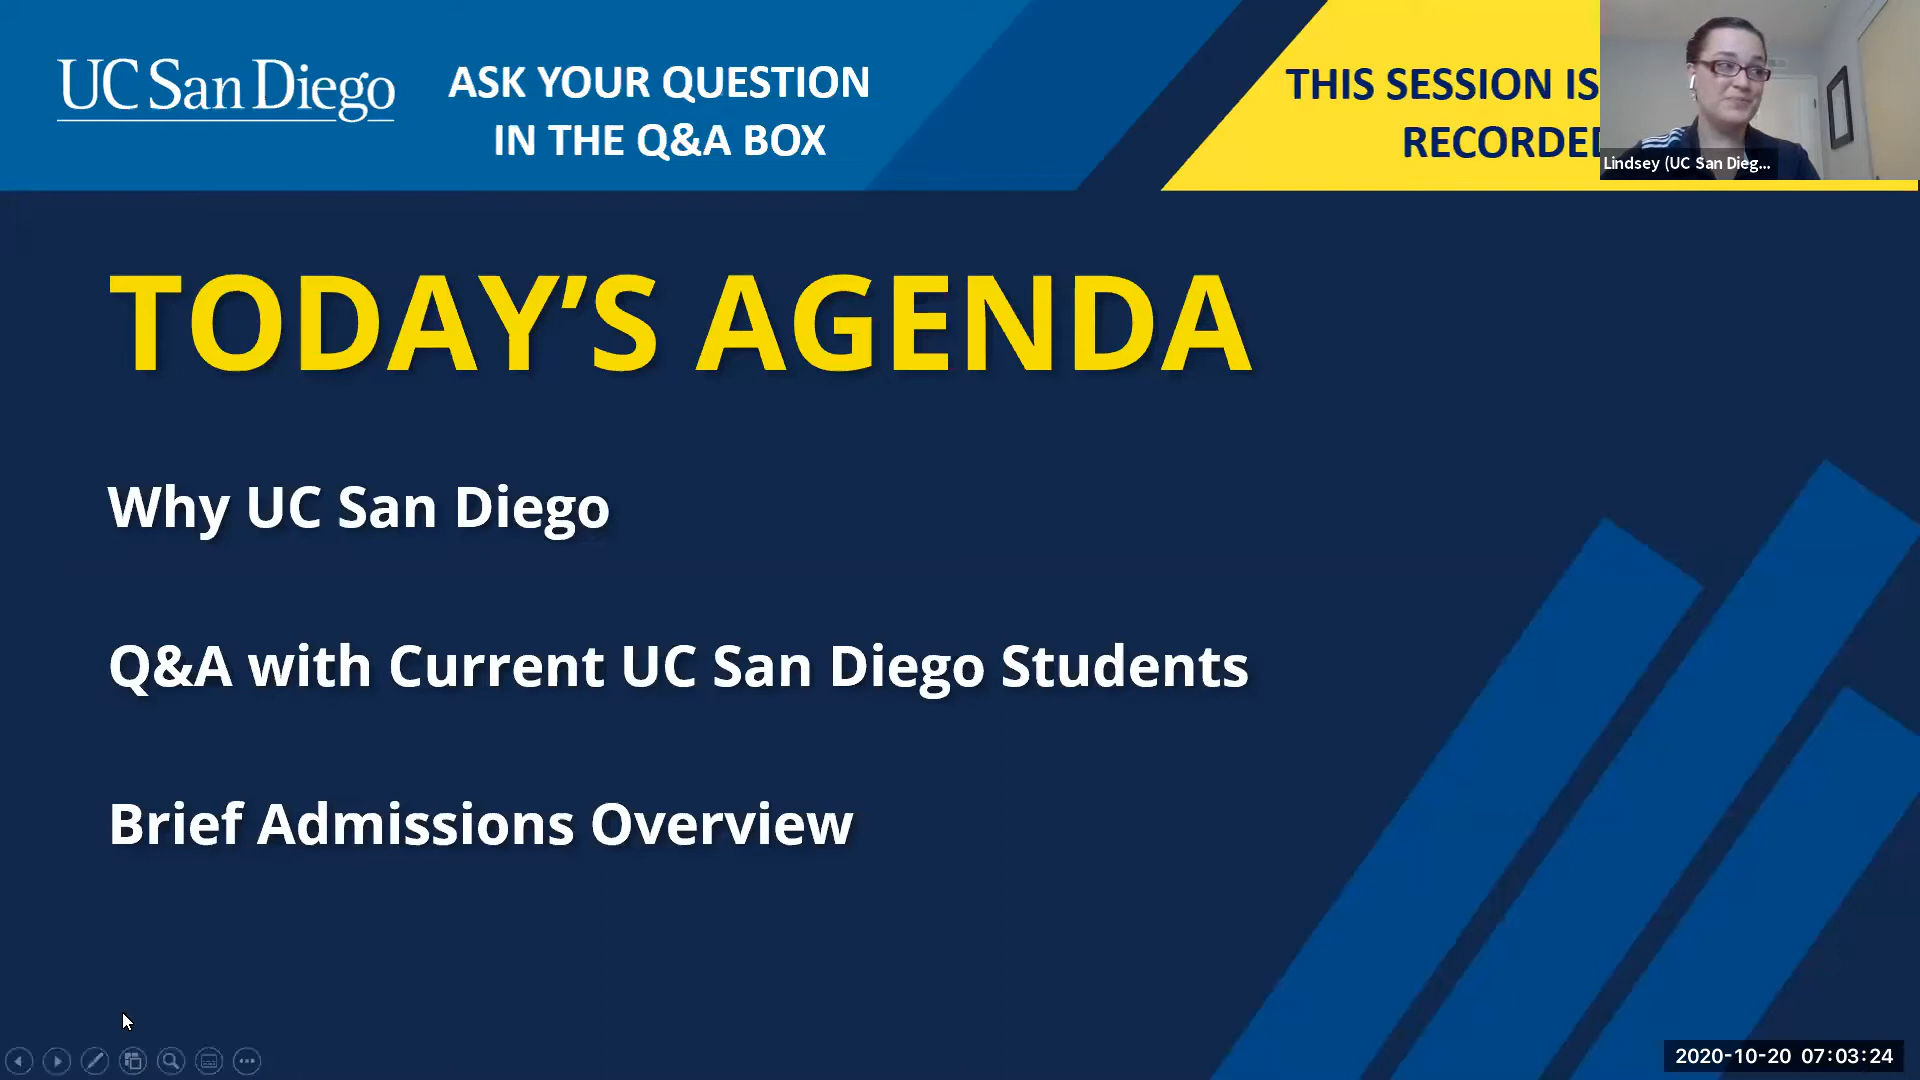 UC San Diego
ASK YOUR QUESTION
IN THE Q&A BOX
THIS SESSION IS
RECORDED
Lindsey (UC San Dieg...
TODAY’S AGENDA
Why UC San Diego
Q&A with Current UC San Diego Students
Brief Admissions Overview
2020-10-20 07:03:24